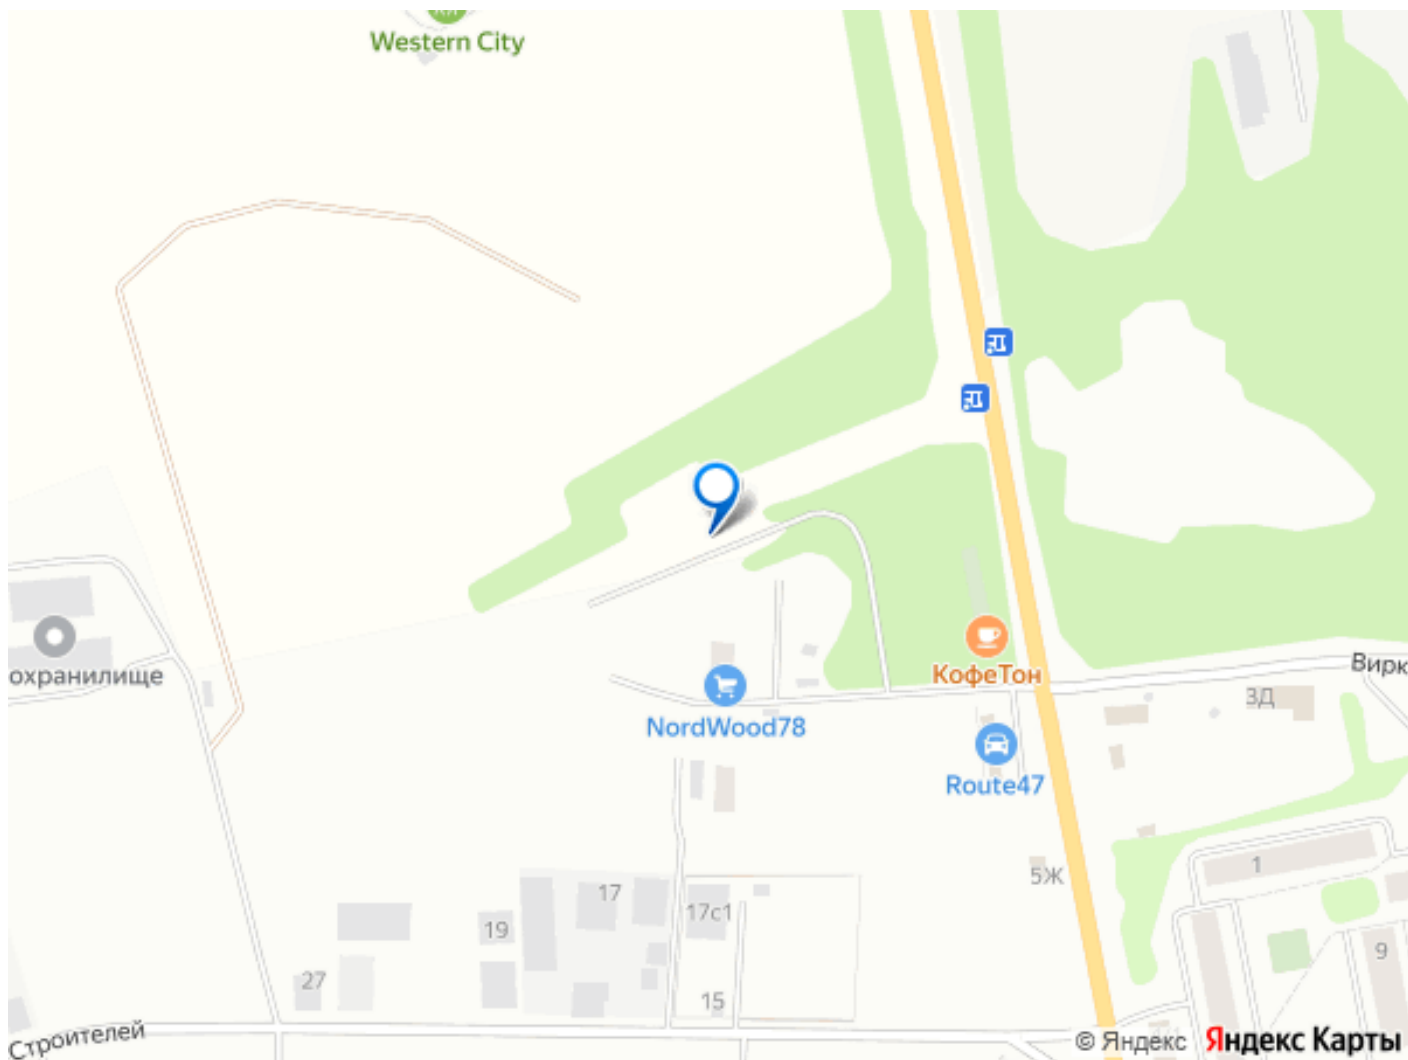 Western City
охранилище
КофеТон
Вирк
3Д
NordWood78
Route47
5Ж
1
17
17с1
19
9
27
15
Строителей
© Яндекс Яндекс Карты